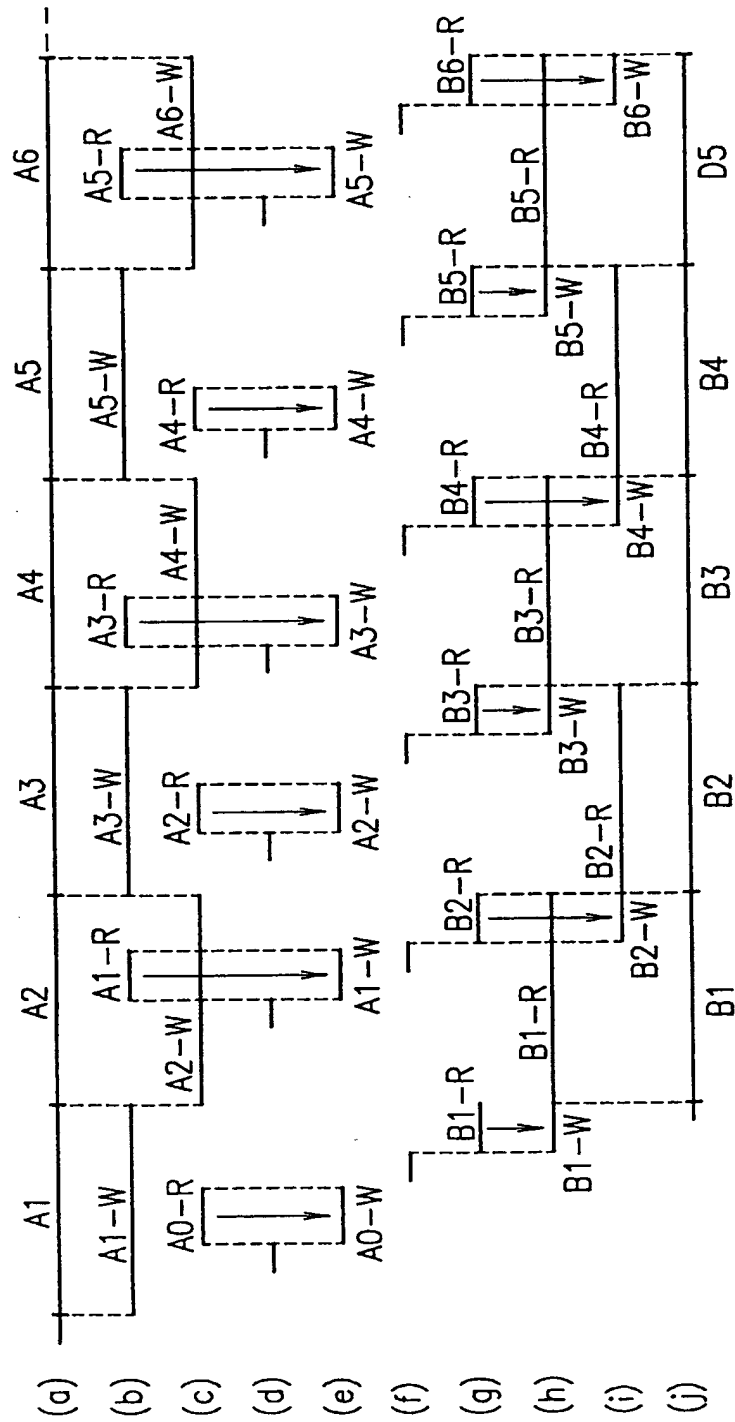 (a) A1 A2 A3 A4 A5 A6
(b) A1-W A1-R A3-W A3-R A5-W A5-R
(c) A0-R A2-W A2-R A4-W A4-R A6-W
(d)
(e) A0-W A1-W A2-W A3-W A4-W A5-W
(f)
(g) B1-R B2-R B3-R B4-R B5-R B6-R
(h) B1-W B1-R B3-W B3-R B5-W B5-R
(i) B2-W B2-R B4-W B4-R B6-W
(j) B1 B2 B3 B4 D5